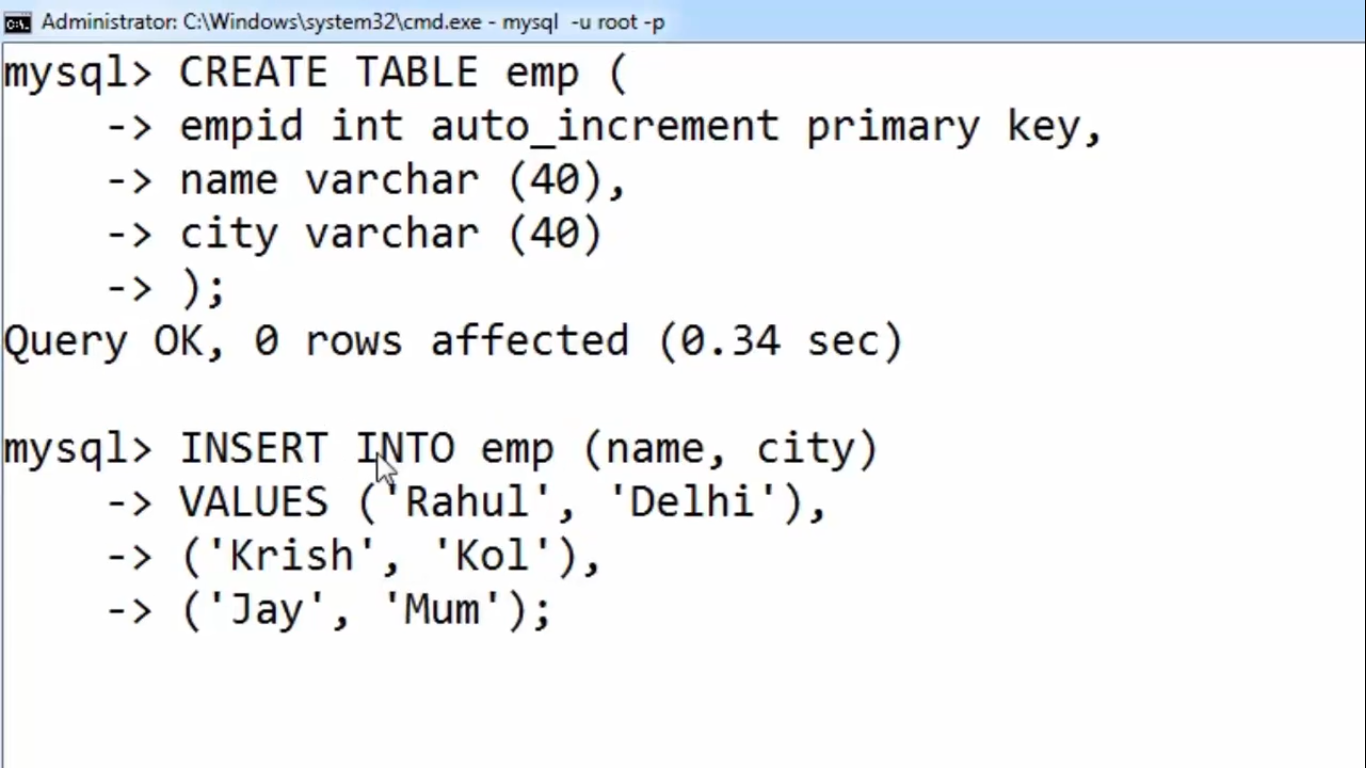 Administrator: C:\Windows\system32\cmd.exe - mysql  -u root -p
mysql> CREATE TABLE emp (
    -> empid int auto_increment primary key,
    -> name varchar (40),
    -> city varchar (40)
    -> );
Query OK, 0 rows affected (0.34 sec)
mysql> INSERT INTO emp (name, city)
    -> VALUES ('Rahul', 'Delhi'),
    -> ('Krish', 'Kol'),
    -> ('Jay', 'Mum');